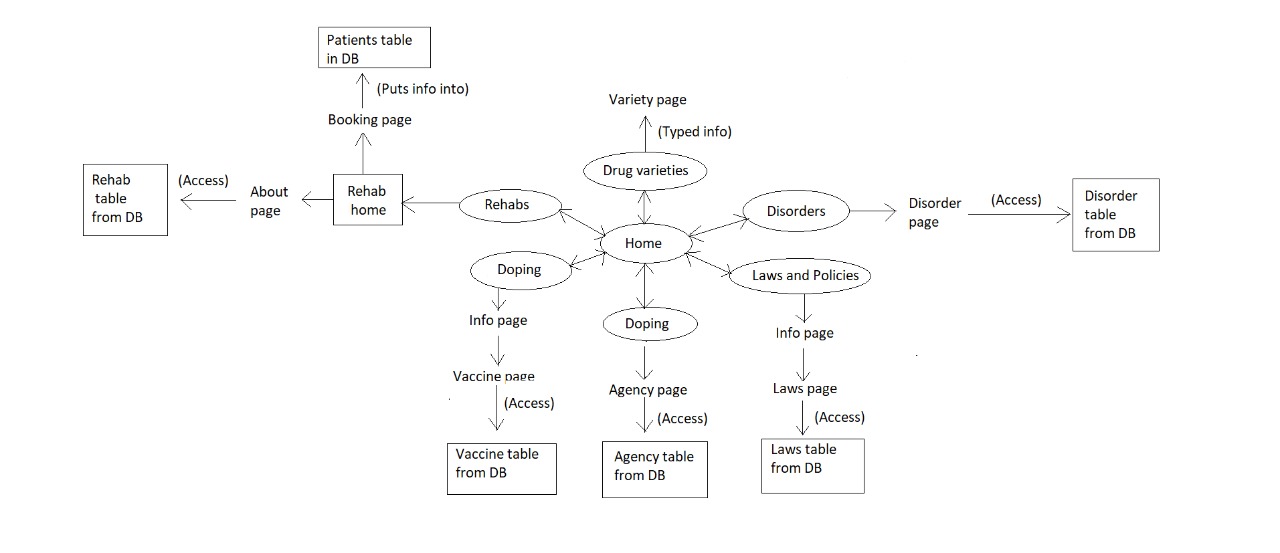 Patients table
in DB
(Puts info into)
Booking page
Variety page
(Typed info)
Drug varieties
Rehab
table
from DB
(Access)
About
page
Rehab
home
Rehabs
Disorders
Disorder
page
(Access)
Disorder
table
from DB
Home
Doping
Laws and Policies
Info page
Doping
Info page
Vaccine page
(Access)
Agency page
(Access)
Laws page
(Access)
Vaccine table
from DB
Agency table
from DB
Laws table
from DB